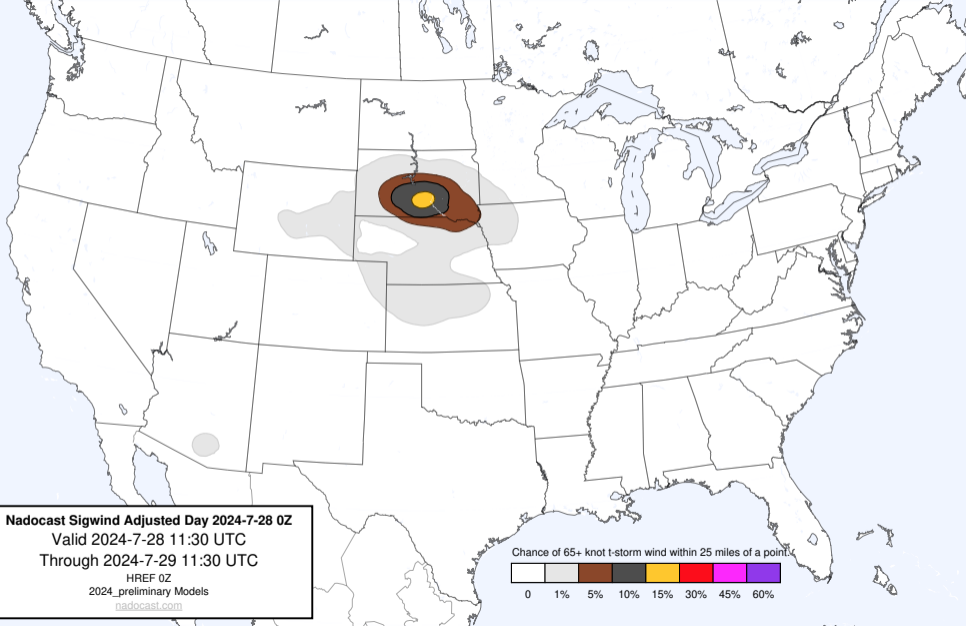 Nadocast Sigwind Adjusted Day 2024-7-28 0Z
Valid 2024-7-28 11:30 UTC
Through 2024-7-29 11:30 UTC
HREF 0Z
2024_preliminary Models
nadocast.com
Chance of 65+ knot t-storm wind within 25 miles of a point.
0 1% 5% 10% 15% 30% 45% 60%